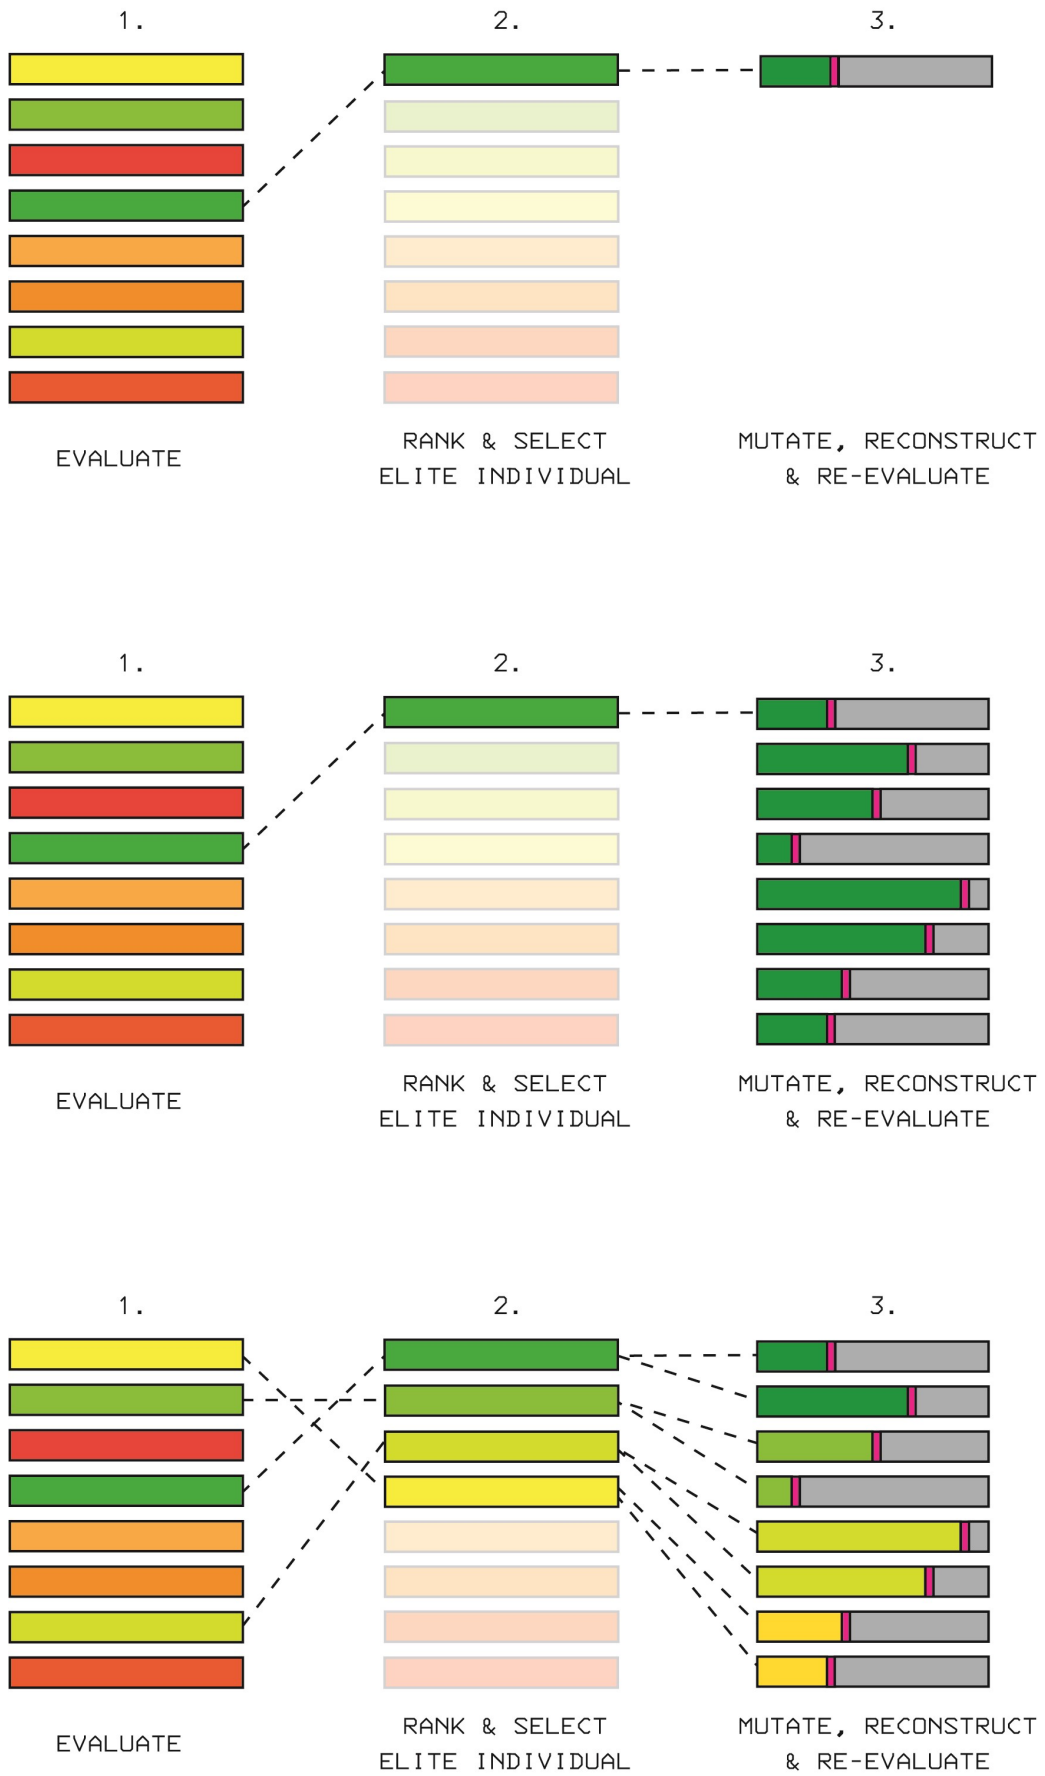 1.
2.
3.
EVALUATE
RANK & SELECT
ELITE INDIVIDUAL
MUTATE, RECONSTRUCT
& RE-EVALUATE
1.
2.
3.
EVALUATE
RANK & SELECT
ELITE INDIVIDUAL
MUTATE, RECONSTRUCT
& RE-EVALUATE
1.
2.
3.
EVALUATE
RANK & SELECT
ELITE INDIVIDUAL
MUTATE, RECONSTRUCT
& RE-EVALUATE